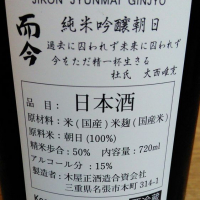 JIKON JYUNMAI GINJYO
而今
純米吟醸朝日
過去に囚われず未来に囚われず
今をただ精一杯生きる
杜氏 大西唯克
品目:日本酒
原材料:米(国産)米麹(国産米)
原料米:朝日(100%)
精米歩合:50% 内容量:720ml
アルコール分:15%
製造者:木屋正酒造合資会社
三重県名張市本町314-1